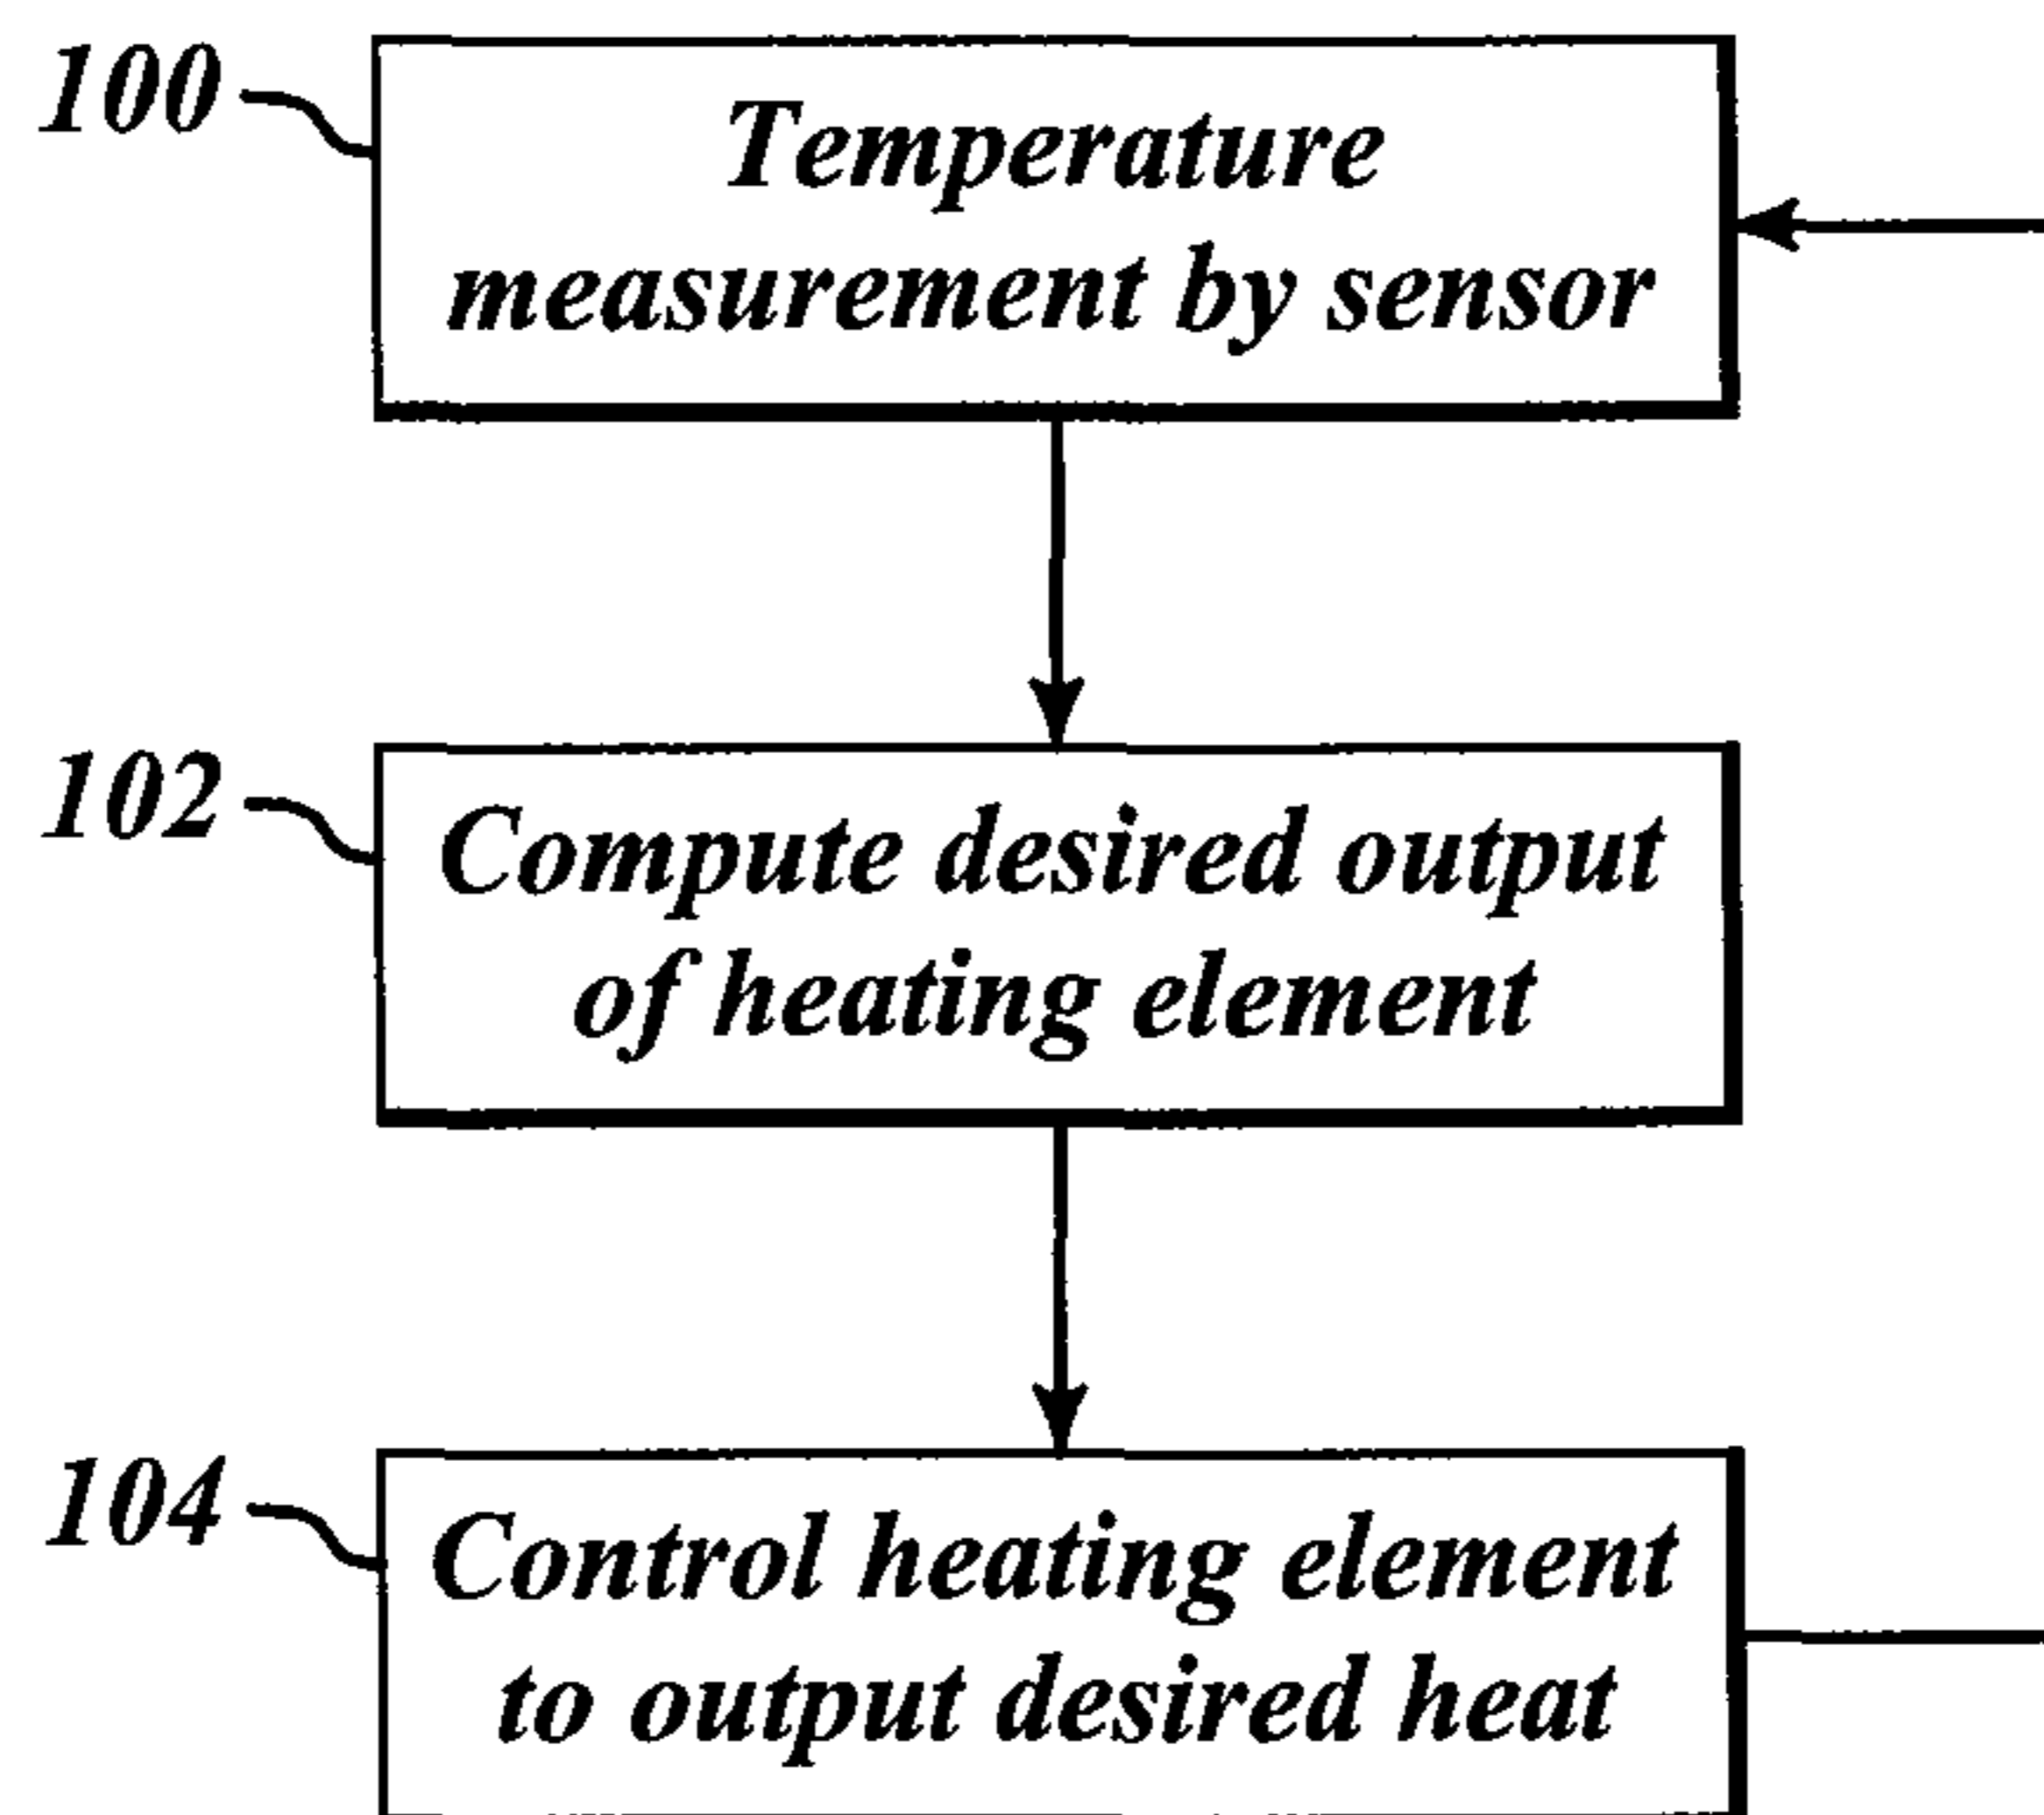 100
Temperature
measurement by sensor
102
Compute desired output
of heating element
104
Control heating element
to output desired heat